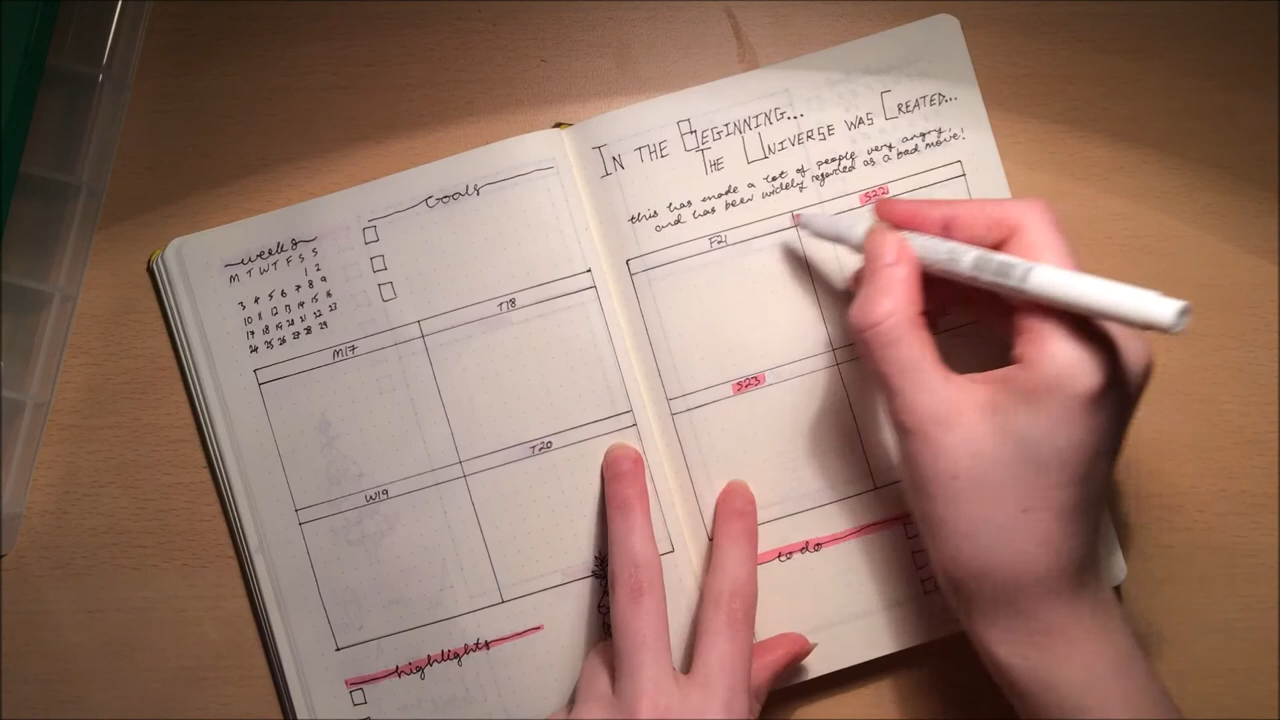 week 8
M T W T F S S
1 2
3 4 5 6 7 8 9
10 11 12 13 14 15 16
17 18 19 20 21 22 23
24 25 26 27 28 29
Goals
M17
T18
W19
T20
highlights
IN THE BEGINNING...
THE UNIVERSE WAS CREATED...
this has made a lot of people very angry,
and has been widely regarded as a bad move!
F21
S22
S23
to do